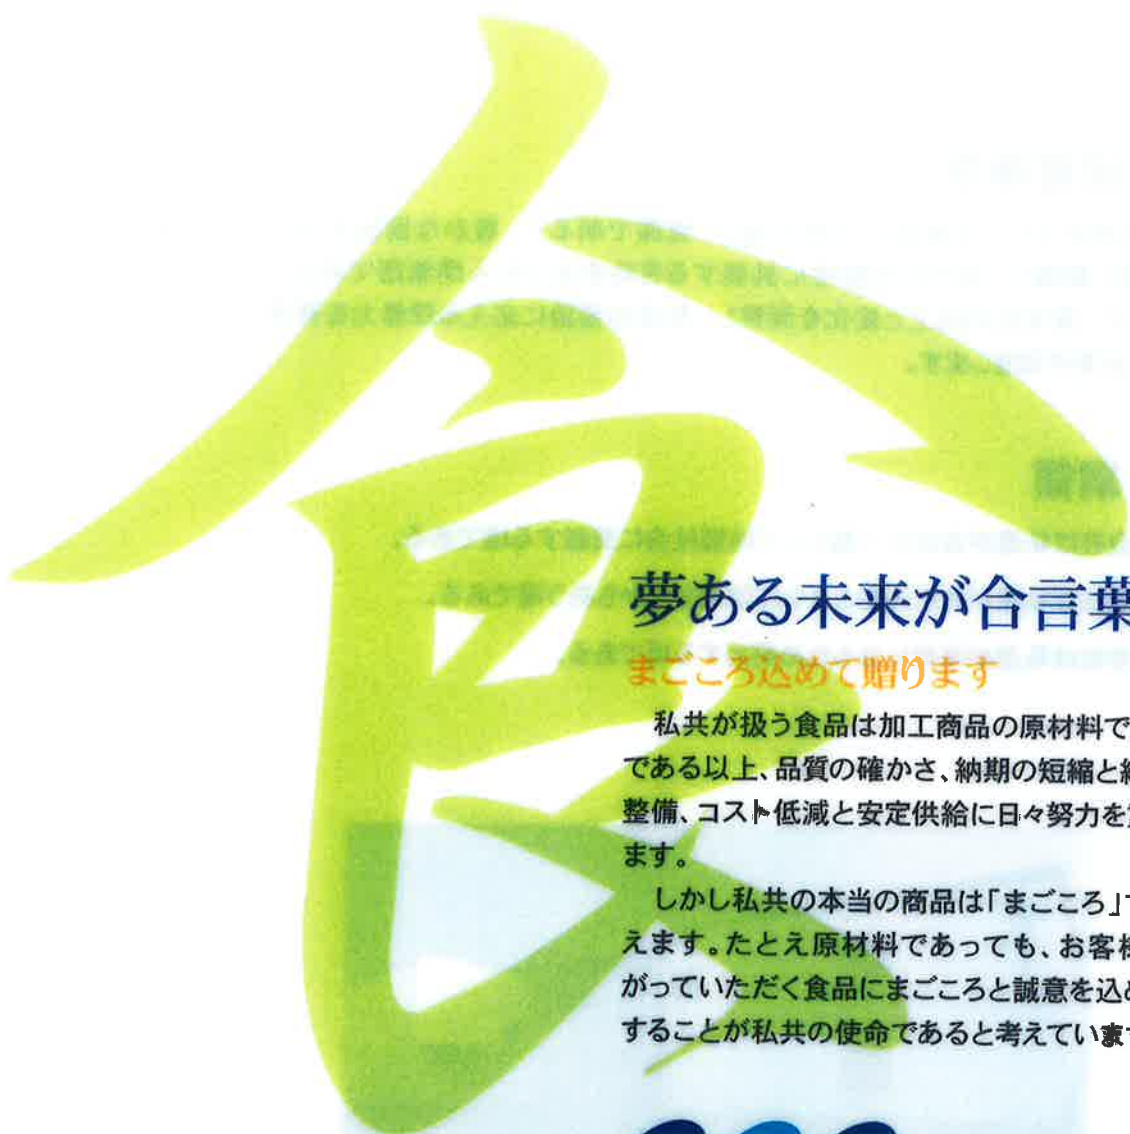 食
夢ある未来が合言葉
まごころ込めて贈ります
私共が扱う食品は加工商品の原材料で
である以上、品質の確かさ、納期の短縮と
整備、コスト低減と安定供給に日々努力を
ます。
しかし私共の本当の商品は「まごころ」
えます。たとえ原材料であっても、お客様
がっていただく食品にまごころと誠意を込
することが私共の使命であると考えていま